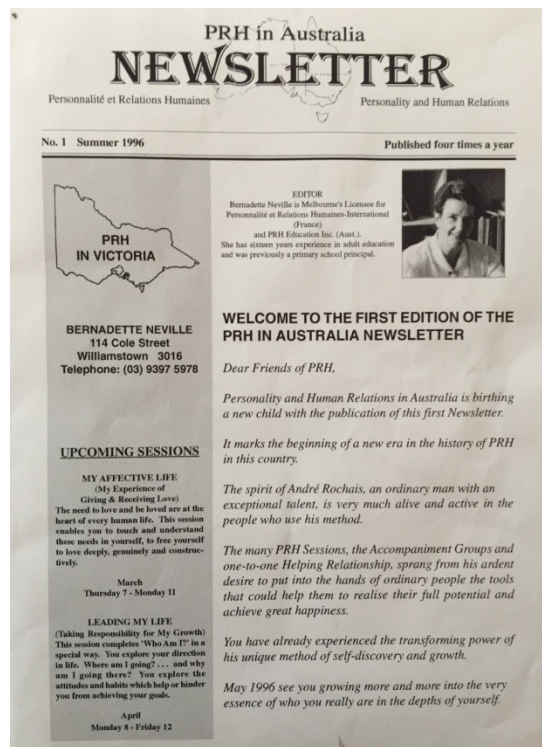 PRH in Australia
NEWSLETTER
Personnalité et Relations Humaines
Personality and Human Relations
No. 1 Summer 1996
Published four times a year
PRH
IN VICTORIA
BERNADETTE NEVILLE
114 Cole Street
Williamstown 3016
Telephone: (03) 9397 5978
UPCOMING SESSIONS
MY AFFECTIVE LIFE
(My Experience of
Giving & Receiving Love)
The need to love and be loved are at the
heart of every human life. This session
enables you to touch and understand
these needs in yourself, to free yourself
to love deeply, genuinely and construc-
tively.
March
Thursday 7 - Monday 11
LEADING MY LIFE
(Taking Responsibility for My Growth)
This session completes 'Who Am I?' in a
special way. You explore your direction
in life. Where am I going? . . . and why
am I going there? You explore the
attitudes and habits which help or hinder
you from achieving your goals.
April
Monday 8 - Friday 12
EDITOR
Bernadette Neville is Melbourne's Licensee for
Personnalité et Relations Humaines-International
(France)
and PRH Education Inc. (Aust.).
She has sixteen years experience in adult education
and was previously a primary school principal.
WELCOME TO THE FIRST EDITION OF THE
PRH IN AUSTRALIA NEWSLETTER
Dear Friends of PRH,
Personality and Human Relations in Australia is birthing
a new child with the publication of this first Newsletter.
It marks the beginning of a new era in the history of PRH
in this country.
The spirit of André Rochais, an ordinary man with an
exceptional talent, is very much alive and active in the
people who use his method.
The many PRH Sessions, the Accompaniment Groups and
one-to-one Helping Relationship, sprang from his ardent
desire to put into the hands of ordinary people the tools
that could help them to realise their full potential and
achieve great happiness.
You have already experienced the transforming power of
his unique method of self-discovery and growth.
May 1996 see you growing more and more into the very
essence of who you really are in the depths of yourself.